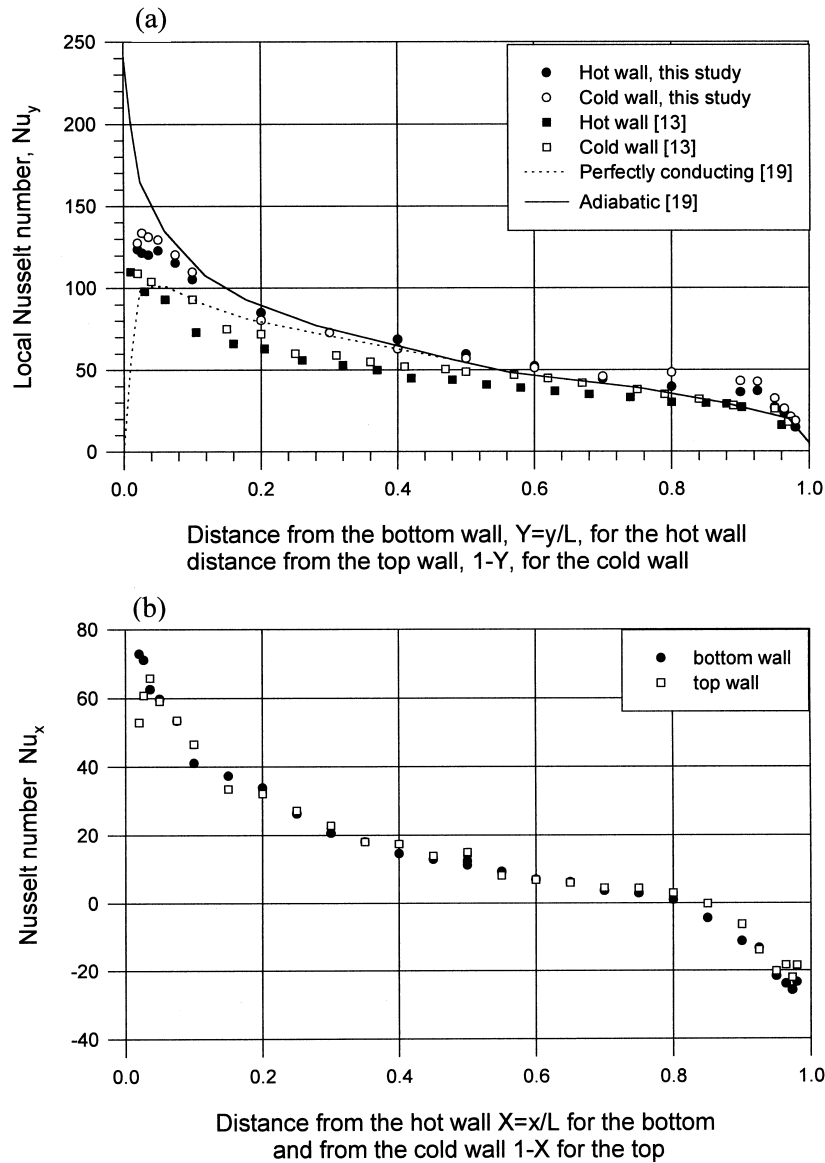 (a)
250
200
150
100
50
0
Local Nusselt number, Nu_y
Hot wall, this study
Cold wall, this study
Hot wall [13]
Cold wall [13]
Perfectly conducting [19]
Adiabatic [19]
0.0 0.2 0.4 0.6 0.8 1.0
Distance from the bottom wall, Y=y/L, for the hot wall
distance from the top wall, 1-Y, for the cold wall
(b)
80
60
40
20
0
-20
-40
Nusselt number Nu_x
bottom wall
top wall
0.0 0.2 0.4 0.6 0.8 1.0
Distance from the hot wall X=x/L for the bottom
and from the cold wall 1-X for the top